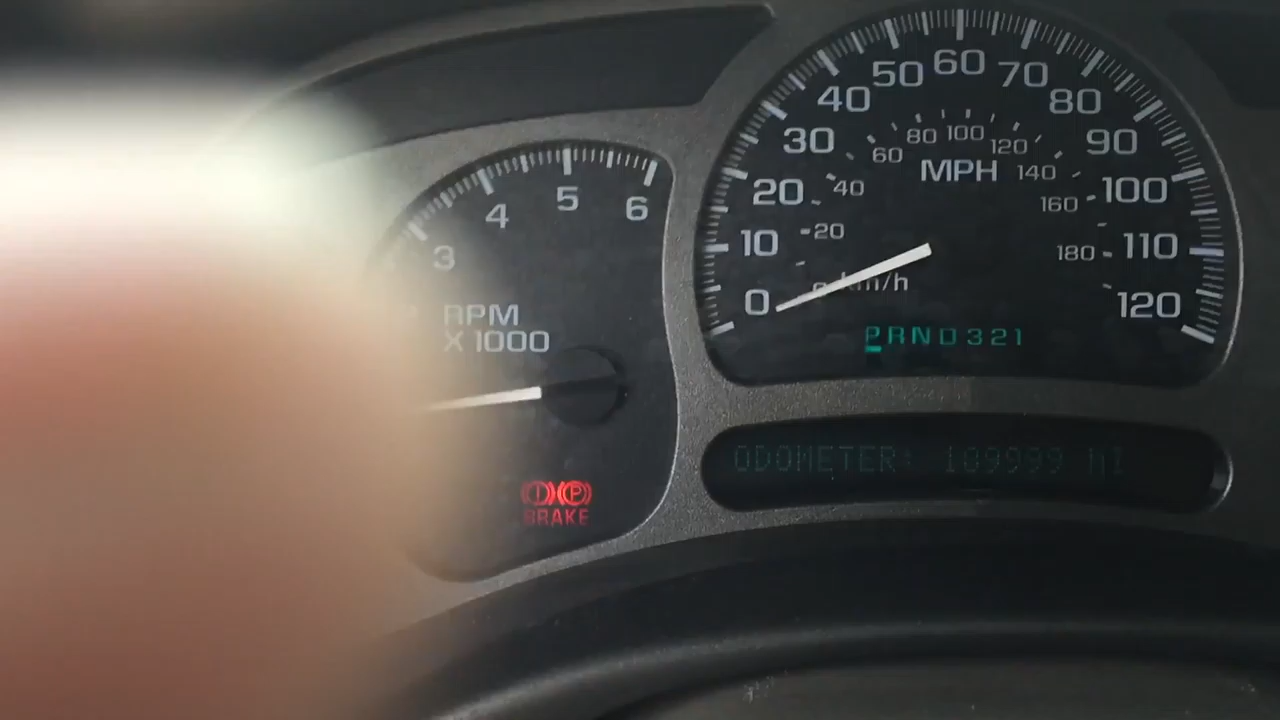 50 60 70
40 80
30 90
60 80 100 120
MPH 140
20 40 160 100
10 20 180 110
0 km/h 120
PRND321
4 5 6
3
RPM
X 1000
ODOMETER: 109999 MI
P
BRAKE